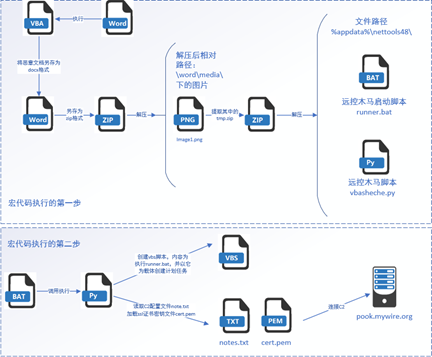 VBA
执行
Word
将恶意文档另存为
docx格式
Word
另存为
zip格式
ZIP
解压
解压后相对
路径：
\word\media\
下的图片
PNG
image1.png
提取其中的
tmp.zip
ZIP
解压
文件路径
%appdata%\nettools48\
BAT
远控木马启动脚本
runner.bat
Py
远控木马脚本
vbasheche.py
宏代码执行的第一步
宏代码执行的第二步
BAT
调用执行
Py
创建vbs脚本，内容为
执行runner.bat，并以它
为载体创建计划任务
VBS
读取C2配置文件nota.txt
加载ssl证书密钥文件cert.pem
TXT
notes.txt
PEM
cert.pem
连接C2
pook.mywire.org